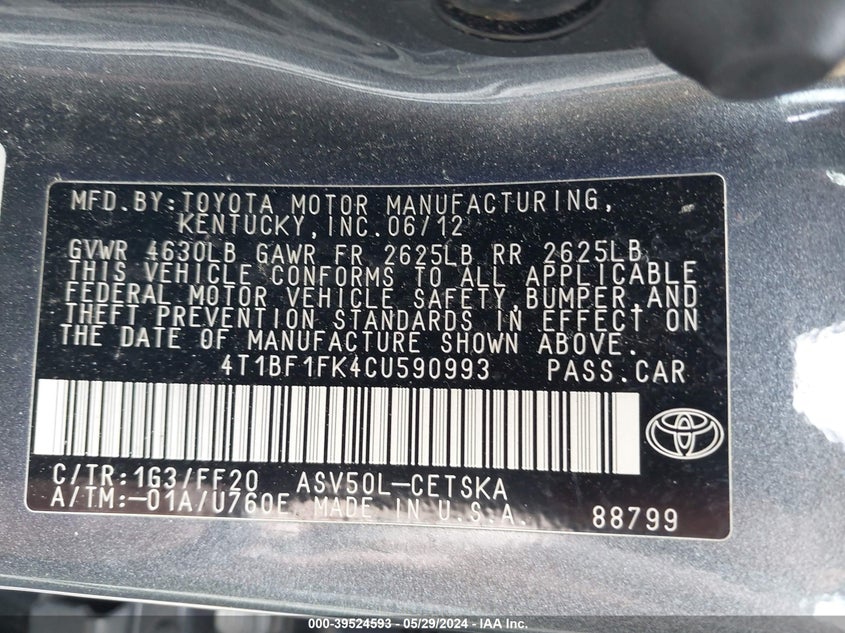 MFD.BY:TOYOTA MOTOR MANUFACTURING,
KENTUCKY,INC.06/12
GVWR 4630LB GAWR FR 2625LB RR 2625LB
THIS VEHICLE CONFORMS TO ALL APPLICABLE
FEDERAL MOTOR VEHICLE SAFETY,BUMPER,AND
THEFT PREVENTION STANDARDS IN EFFECT ON
THE DATE OF MANUFACTURE SHOWN ABOVE.
4T1BF1FK4CU590993 PASS.CAR
C/TR:1G3/FF20 ASV50L-CETSKA
A/TM:-01A/U760E MADE IN U.S.A. 88799
000-39524593 - 05/29/2024 - IAA Inc.